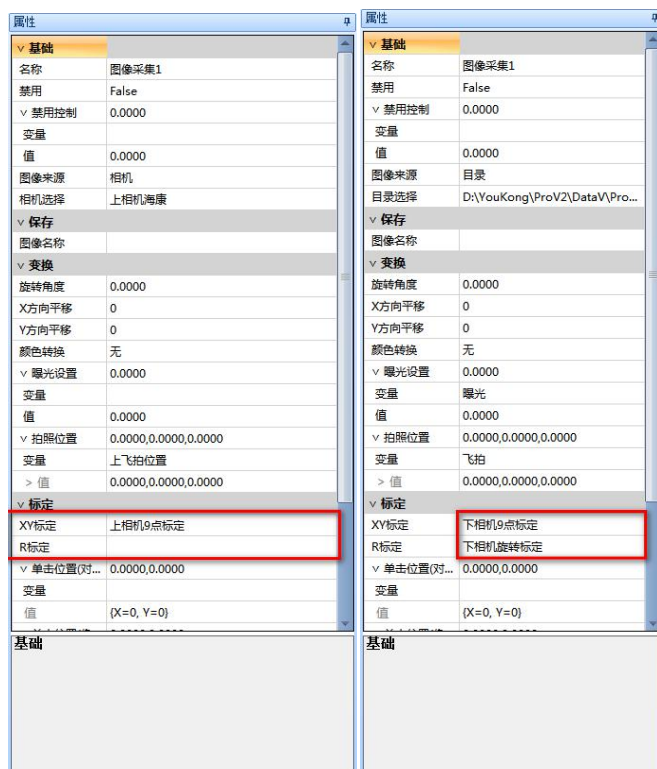 属性
基础
名称 图像采集1
禁用 False
禁用控制 0.0000
变量
值 0.0000
图像来源 相机
相机选择 上相机海康
保存
图像名称
变换
旋转角度 0.0000
X方向平移 0
Y方向平移 0
颜色转换 无
曝光设置 0.0000
变量
值 0.0000
拍照位置 0.0000,0.0000,0.0000
变量 上飞拍位置
值 0.0000,0.0000,0.0000
标定
XY标定 上相机9点标定
R标定
单击位置(对... 0.0000,0.0000
变量
值 {X=0, Y=0}
基础
属性
基础
名称 图像采集1
禁用 False
禁用控制 0.0000
变量
值 0.0000
图像来源 目录
目录选择 D:\YouKong\ProV2\DataV\Pro...
保存
图像名称
变换
旋转角度 0.0000
X方向平移 0
Y方向平移 0
颜色转换 无
曝光设置 0.0000
变量 曝光
值 0.0000
拍照位置 0.0000,0.0000,0.0000
变量 飞拍
值 0.0000,0.0000,0.0000
标定
XY标定 下相机9点标定
R标定 下相机旋转标定
单击位置(对... 0.0000,0.0000
变量
值 {X=0, Y=0}
基础